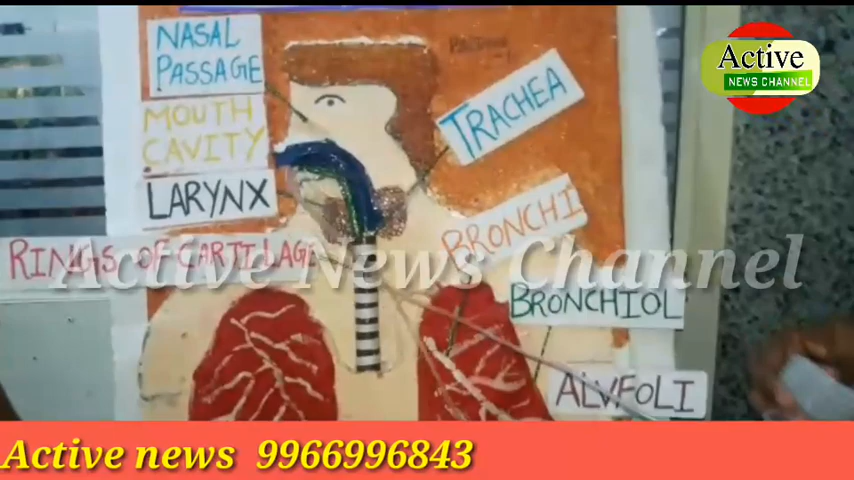 NASAL
PASSAGE
MOUTH
CAVITY
LARYNX
RINGS OF CARTILAGE
TRACHEA
BRONCHI
BRONCHIOL
ALVEOLI
Active
NEWS CHANNEL
Active News Channel
Active news 9966996843